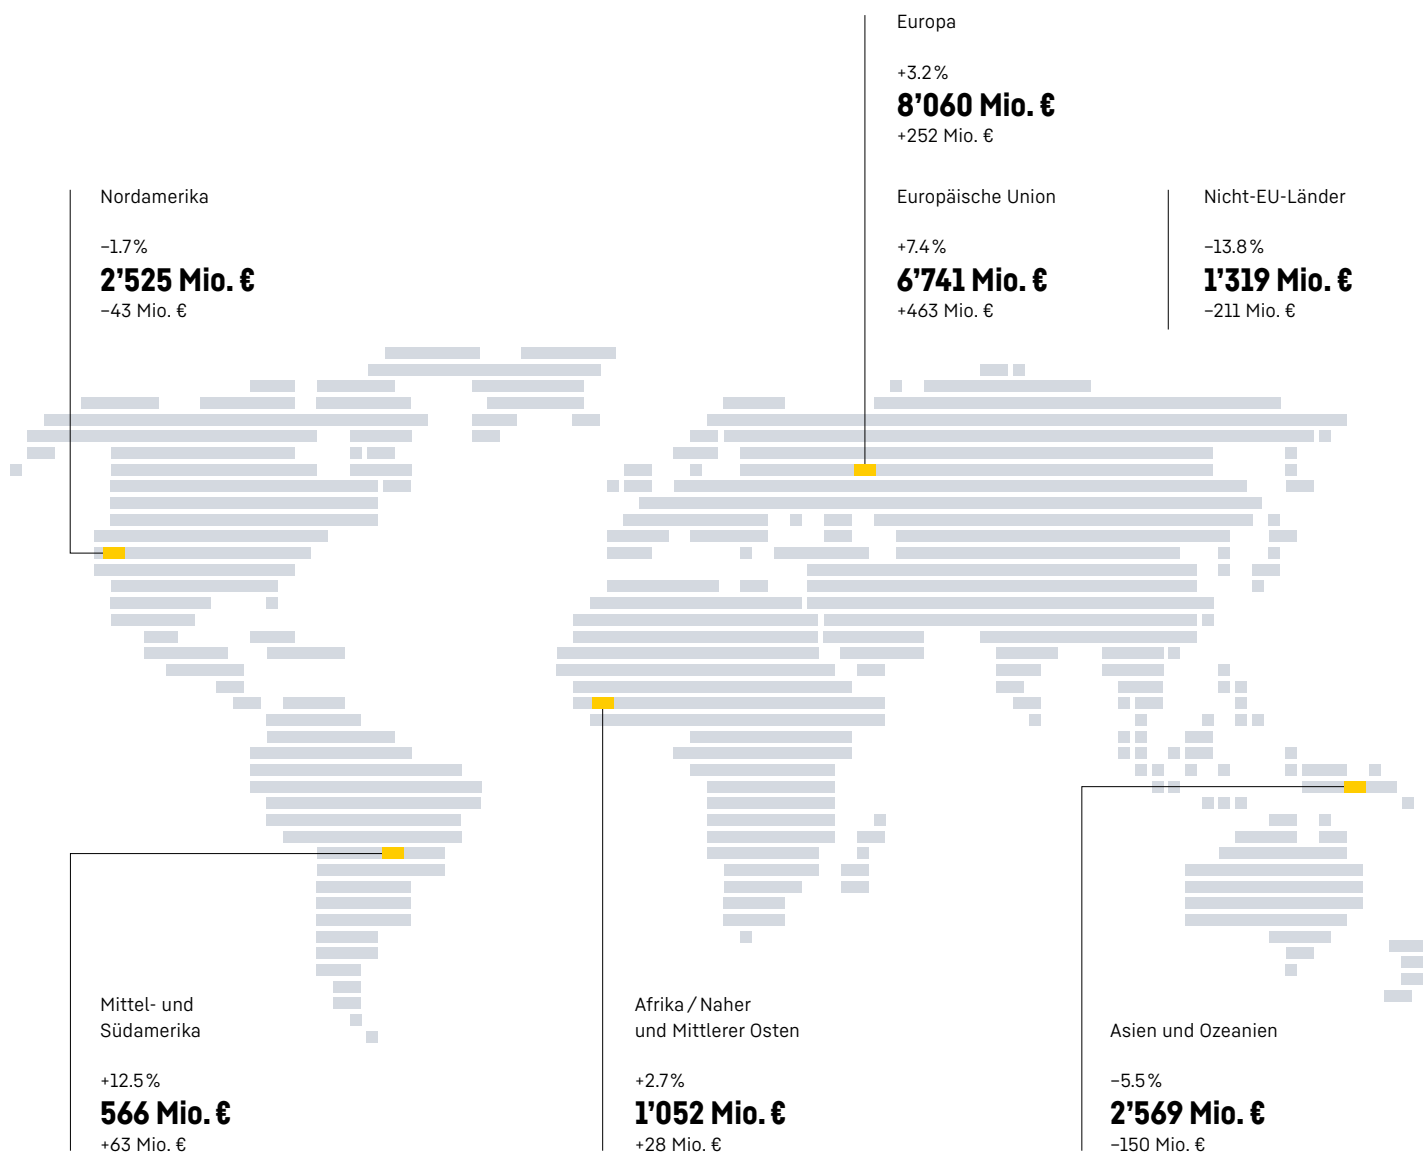 Europa
+3.2 %
8’060 Mio. €
+252 Mio. €
Nordamerika
–1.7 %
2’525 Mio. €
–43 Mio. €
Europäische Union
+7.4 %
6’741 Mio. €
+463 Mio. €
Nicht-EU-Länder
–13.8 %
1’319 Mio. €
–211 Mio. €
Mittel- und
Südamerika
+12.5 %
566 Mio. €
+63 Mio. €
Afrika / Naher
und Mittlerer Osten
+2.7 %
1’052 Mio. €
+28 Mio. €
Asien und Ozeanien
–5.5 %
2’569 Mio. €
–150 Mio. €